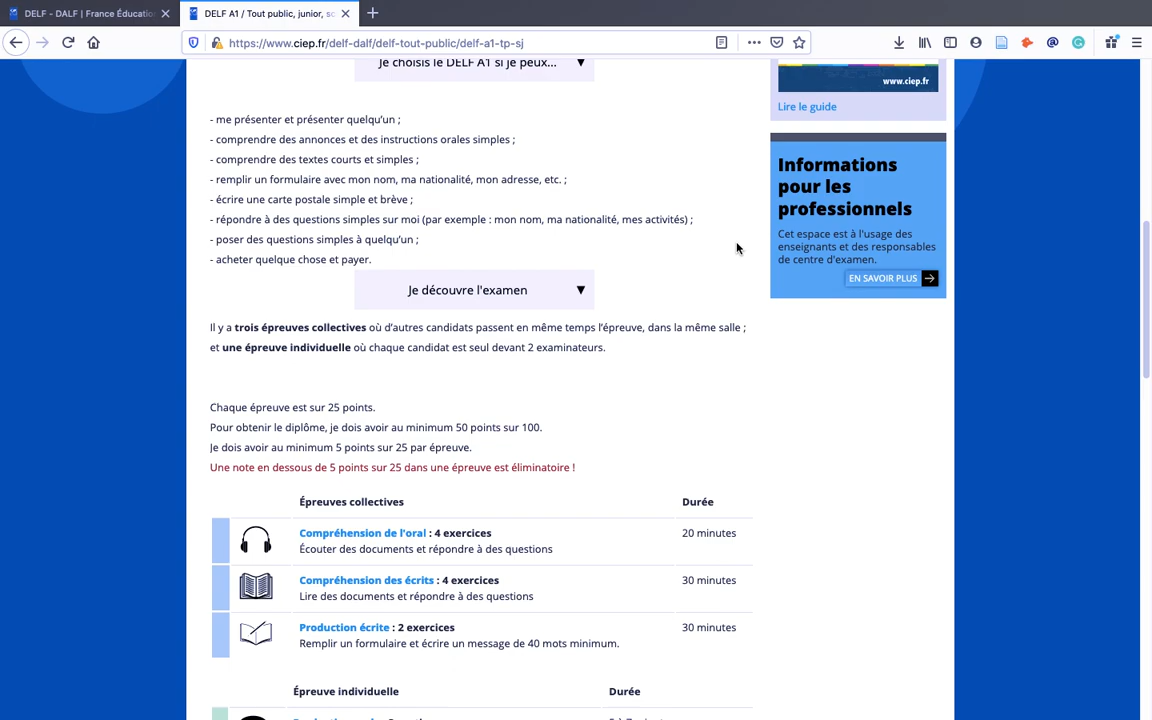 DELF - DALF | France Éducation
DELF A1 / Tout public, junior, sc
https://www.ciep.fr/delf-dalf/delf-tout-public/delf-a1-tp-sj
Je choisis le DELF A1 si je peux...
- me présenter et présenter quelqu'un ;
- comprendre des annonces et des instructions orales simples ;
- comprendre des textes courts et simples ;
- remplir un formulaire avec mon nom, ma nationalité, mon adresse, etc. ;
- écrire une carte postale simple et brève ;
- répondre à des questions simples sur moi (par exemple : mon nom, ma nationalité, mes activités) ;
- poser des questions simples à quelqu'un ;
- acheter quelque chose et payer.
Je découvre l'examen
Il y a trois épreuves collectives où d'autres candidats passent en même temps l'épreuve, dans la même salle ;
et une épreuve individuelle où chaque candidat est seul devant 2 examinateurs.
Chaque épreuve est sur 25 points.
Pour obtenir le diplôme, je dois avoir au minimum 50 points sur 100.
Je dois avoir au minimum 5 points sur 25 par épreuve.
Une note en dessous de 5 points sur 25 dans une épreuve est éliminatoire !
Épreuves collectives Durée
Compréhension de l'oral : 4 exercices 20 minutes
Écouter des documents et répondre à des questions
Compréhension des écrits : 4 exercices 30 minutes
Lire des documents et répondre à des questions
Production écrite : 2 exercices 30 minutes
Remplir un formulaire et écrire un message de 40 mots minimum.
Épreuve individuelle Durée
www.ciep.fr
Lire le guide
Informations
pour les
professionnels
Cet espace est à l'usage des
enseignants et des responsables
de centre d'examen.
EN SAVOIR PLUS